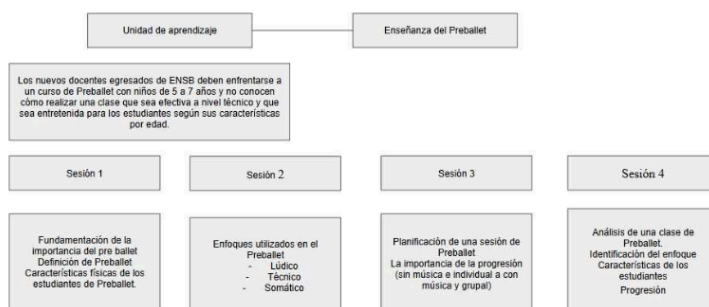 Unidad de aprendizaje
Enseñanza del Preballet
Los nuevos docentes egresados de ENSB deben enfrentarse a
un curso de Preballet con niños de 5 a 7 años y no conocen
cómo realizar una clase que sea efectiva a nivel técnico y que
sea entretenida para los estudiantes según sus características
por edad.
Sesión 1
Sesión 2
Sesión 3
Sesión 4
Fundamentación de la
importancia del pre ballet
Definición de Preballet
Características físicas de los
estudiantes de Preballet.
Enfoques utilizados en el
Preballet
- Lúdico
- Técnico
- Somático
Planificación de una sesión de
Preballet
La importancia de la progresión
(sin música e individual a con
música y grupal)
Análisis de una clase de
Preballet.
Identificación del enfoque
Características de los
estudiantes
Progresión